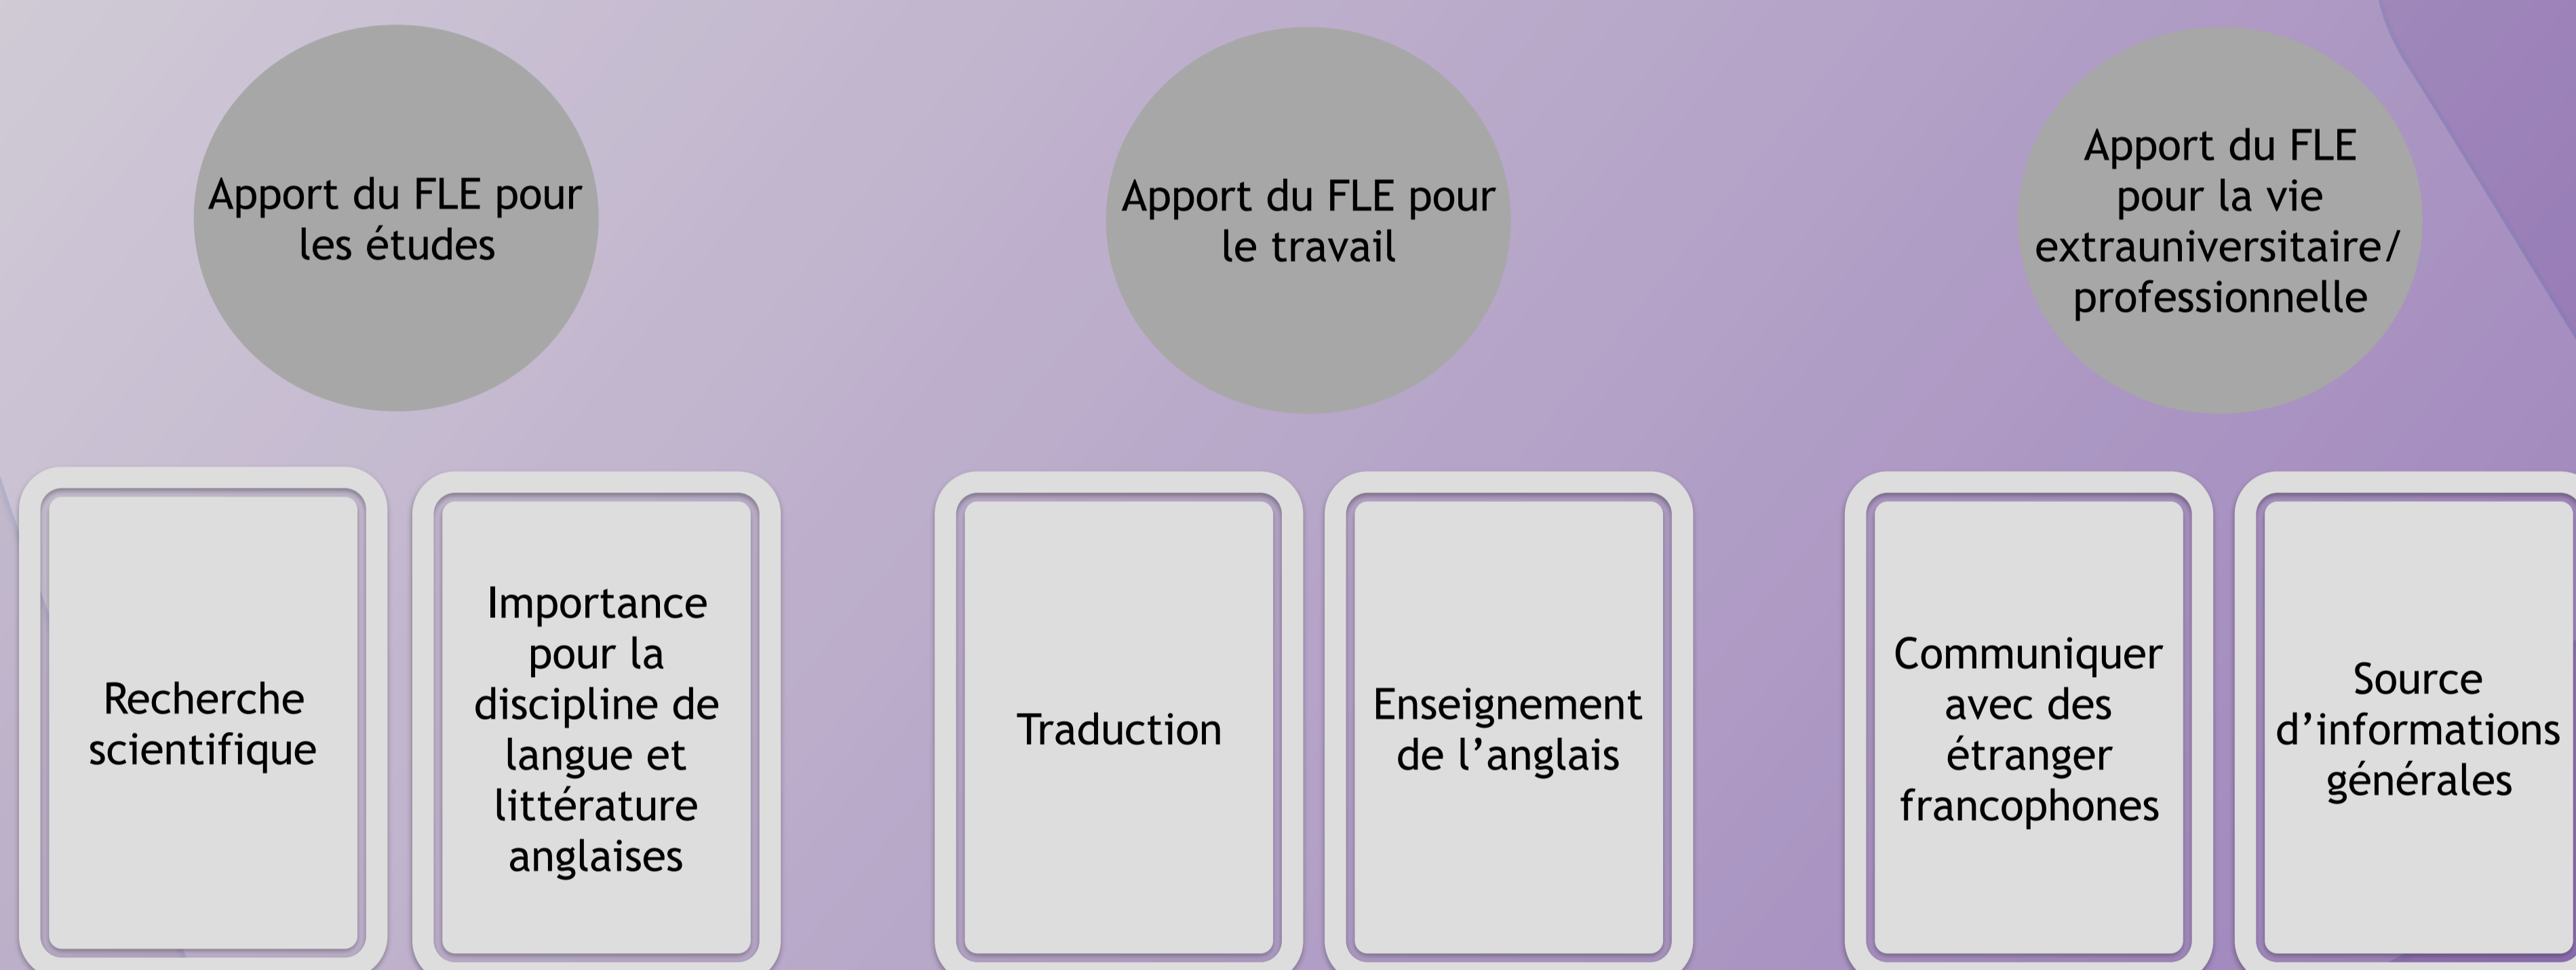 Apport du FLE pour
les études
Apport du FLE pour
le travail
Apport du FLE
pour la vie
extrauniversitaire/
professionnelle
Recherche
scientifique
Importance
pour la
discipline de
langue et
littérature
anglaises
Traduction
Enseignement
de l’anglais
Communiquer
avec des
étranger
francophones
Source
d’informations
générales